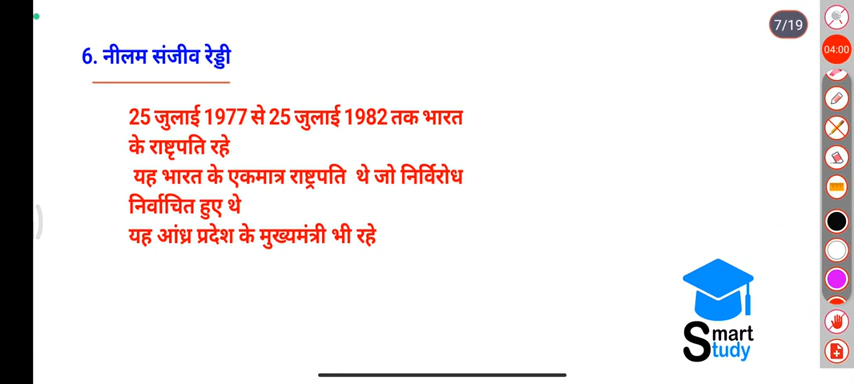 7/19
04:00
6. नीलम संजीव रेड्डी
25 जुलाई 1977 से 25 जुलाई 1982 तक भारत
के राष्ट्रपति रहे
यह भारत के एकमात्र राष्ट्रपति थे जो निर्विरोध
निर्वाचित हुए थे
यह आंध्र प्रदेश के मुख्यमंत्री भी रहे
Smart
Study